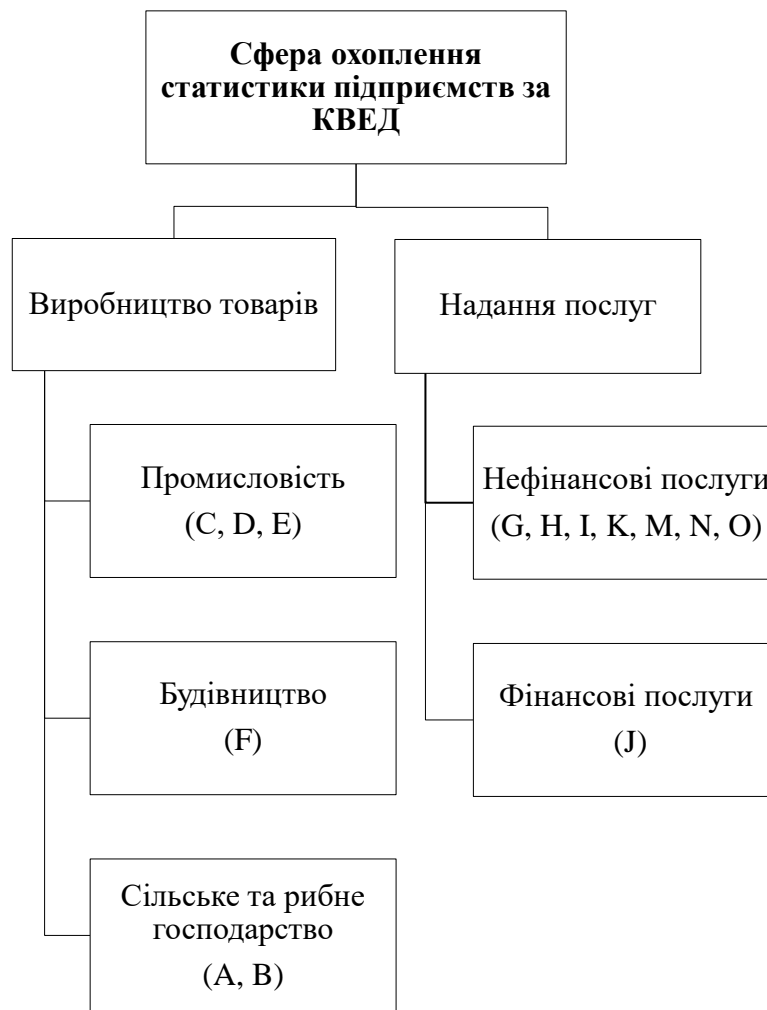 Сфера охоплення
статистики підприємств за
КВЕД
Виробництво товарів
Надання послуг
Промисловість
(C, D, E)
Нефінансові послуги
(G, H, I, K, M, N, O)
Будівництво
(F)
Фінансові послуги
(J)
Сільське та рибне
господарство
(A, B)